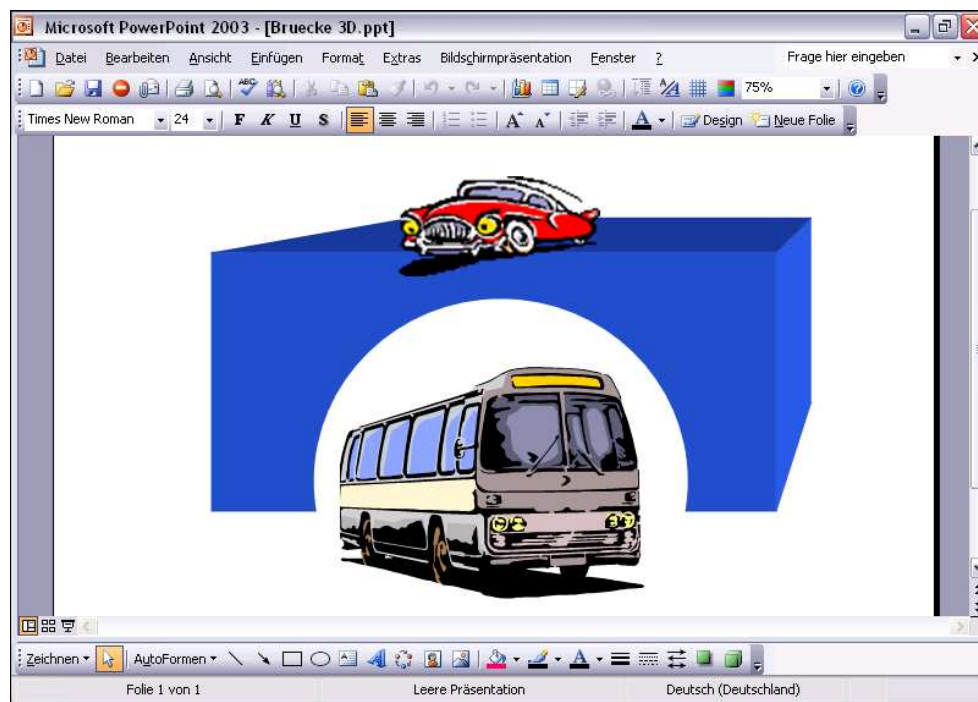 Microsoft PowerPoint 2003 - [Bruecke 3D.ppt]
Datei Bearbeiten Ansicht Einfügen Format Extras Bildschirmpräsentation Fenster ? Frage hier eingeben
75%
Times New Roman 24 F K U S A A A Design Neue Folie
Zeichnen AutoFormen A A
Folie 1 von 1 Leere Präsentation Deutsch (Deutschland)